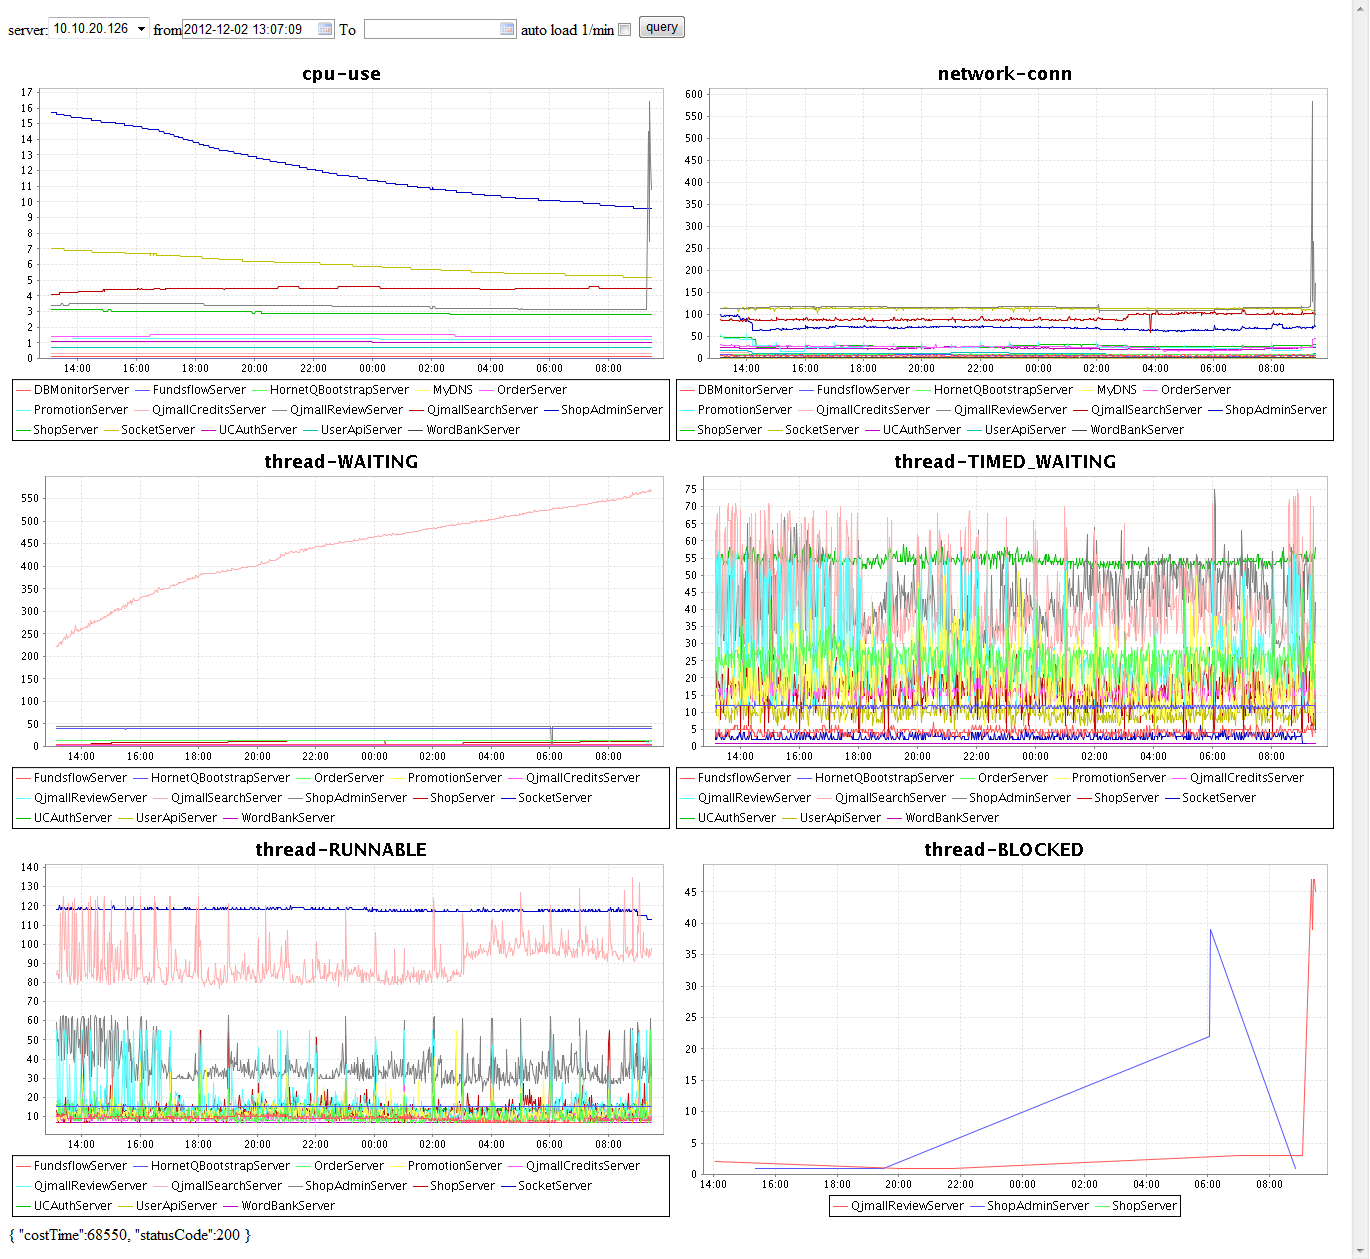 server: 10.10.20.126 from 2012-12-02 13:07:09 To auto load 1/min query
cpu-use
17
16
15
14
13
12
11
10
9
8
7
6
5
4
3
2
1
0
14:00 16:00 18:00 20:00 22:00 00:00 02:00 04:00 06:00 08:00
DBMonitorServer FundsflowServer HornetQBootstrapServer MyDNS OrderServer
PromotionServer QjmallCreditsServer QjmallReviewServer QjmallSearchServer ShopAdminServer
ShopServer SocketServer UCAuthServer UserApiServer WordBankServer
network-conn
600
550
500
450
400
350
300
250
200
150
100
50
0
14:00 16:00 18:00 20:00 22:00 00:00 02:00 04:00 06:00 08:00
DBMonitorServer FundsflowServer HornetQBootstrapServer MyDNS OrderServer
PromotionServer QjmallCreditsServer QjmallReviewServer QjmallSearchServer ShopAdminServer
ShopServer SocketServer UCAuthServer UserApiServer WordBankServer
thread-WAITING
550
500
450
400
350
300
250
200
150
100
50
0
14:00 16:00 18:00 20:00 22:00 00:00 02:00 04:00 06:00 08:00
FundsflowServer HornetQBootstrapServer OrderServer PromotionServer QjmallCreditsServer
QjmallReviewServer QjmallSearchServer ShopAdminServer ShopServer SocketServer
UCAuthServer UserApiServer WordBankServer
thread-TIMED_WAITING
75
70
65
60
55
50
45
40
35
30
25
20
15
10
5
0
14:00 16:00 18:00 20:00 22:00 00:00 02:00 04:00 06:00 08:00
FundsflowServer HornetQBootstrapServer OrderServer PromotionServer QjmallCreditsServer
QjmallReviewServer QjmallSearchServer ShopAdminServer ShopServer SocketServer
UCAuthServer UserApiServer WordBankServer
thread-RUNNABLE
140
130
120
110
100
90
80
70
60
50
40
30
20
10
14:00 16:00 18:00 20:00 22:00 00:00 02:00 04:00 06:00 08:00
FundsflowServer HornetQBootstrapServer OrderServer PromotionServer QjmallCreditsServer
QjmallReviewServer QjmallSearchServer ShopAdminServer ShopServer SocketServer
UCAuthServer UserApiServer WordBankServer
thread-BLOCKED
45
40
35
30
25
20
15
10
5
0
14:00 16:00 18:00 20:00 22:00 00:00 02:00 04:00 06:00 08:00
QjmallReviewServer ShopAdminServer ShopServer
{ "costTime":68550, "statusCode":200 }